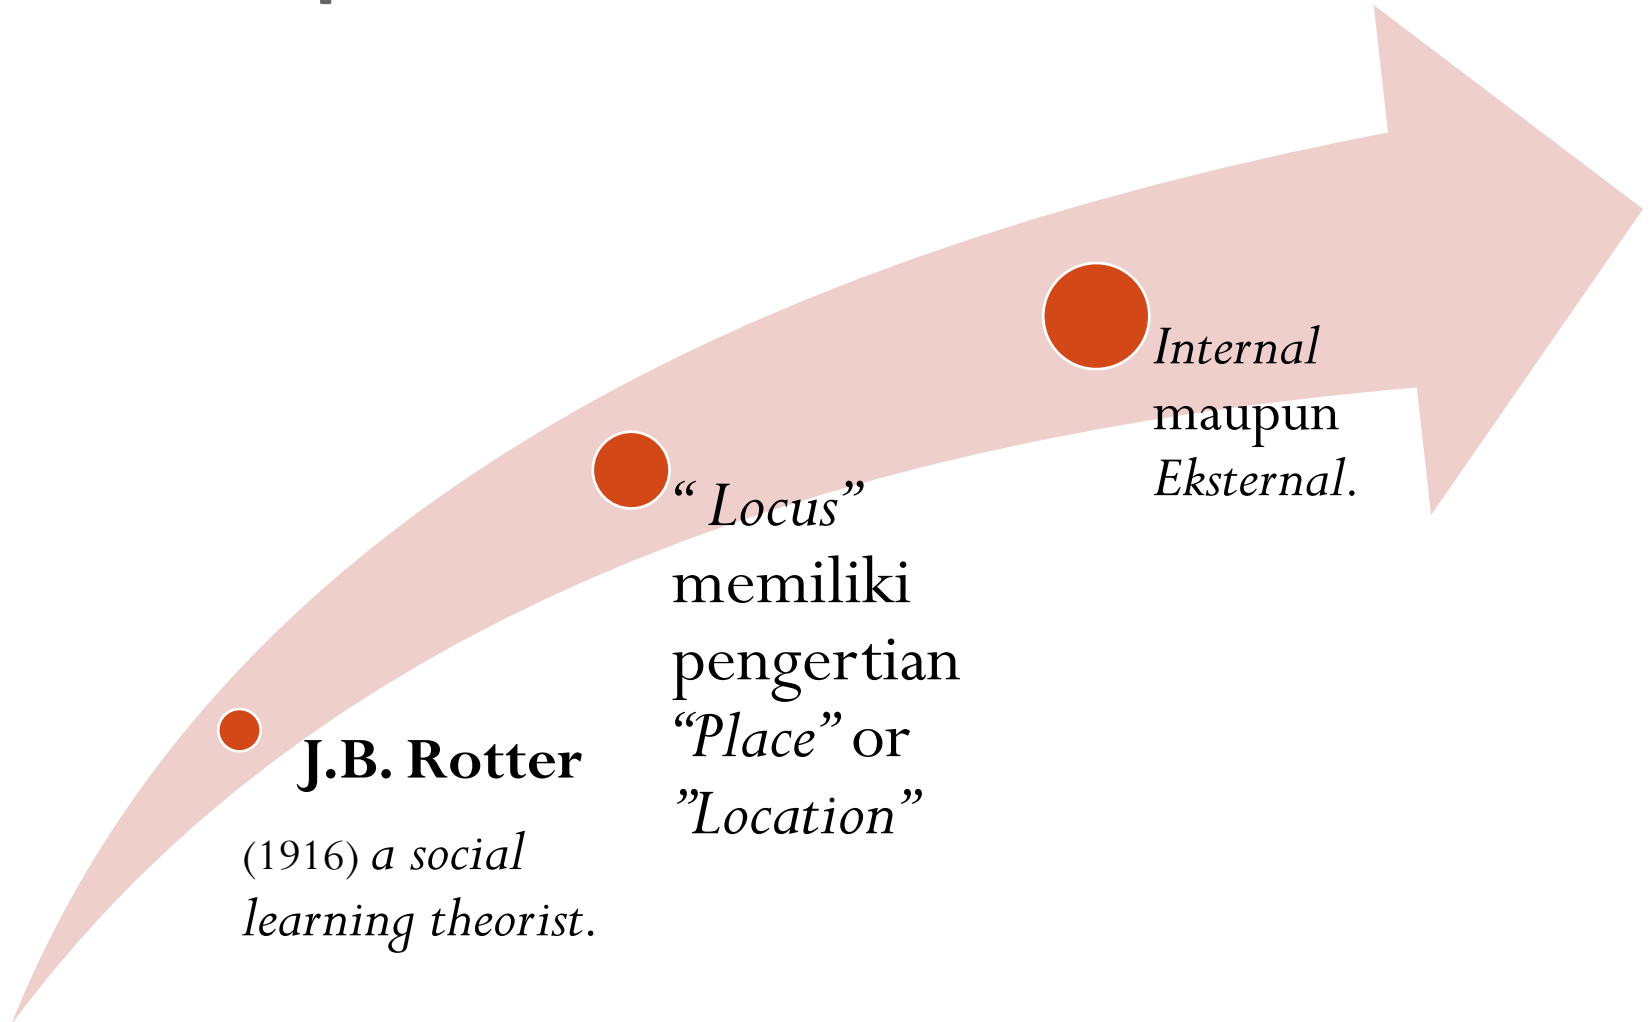 J.B. Rotter
(1916) a social
learning theorist.
“ Locus”
memiliki
pengertian
“Place” or
”Location”
Internal
maupun
Eksternal.